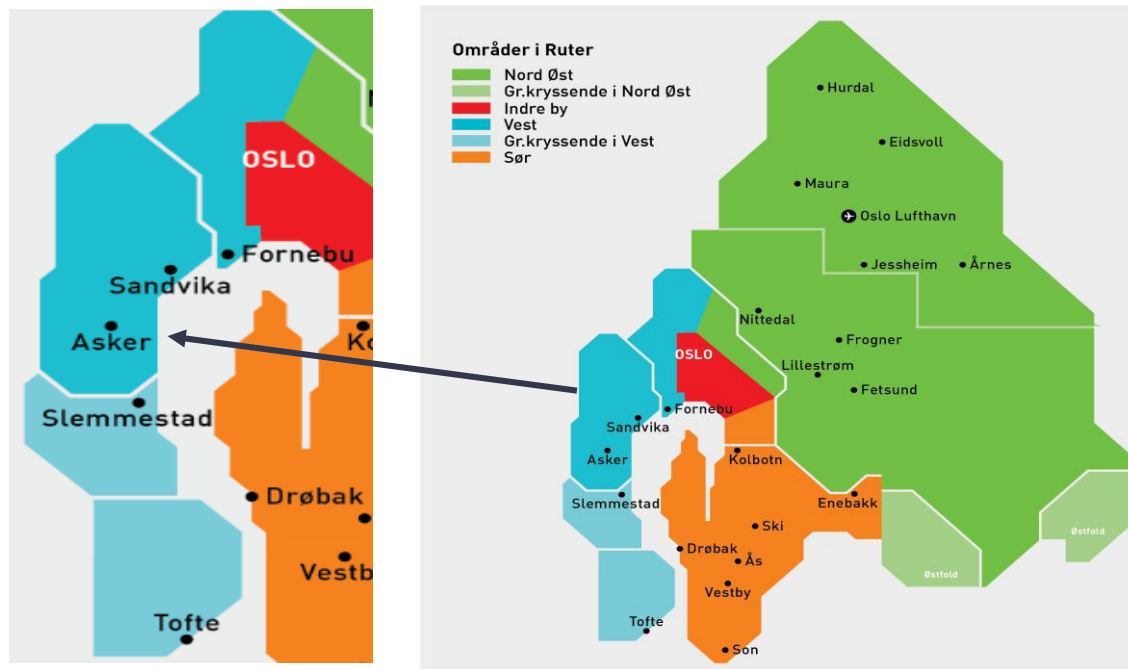 OSLO
Fornebu
Sandvika
Asker
Slemmestad
Drøbak
Vestb
Tofte
Områder i Ruter
Nord Øst
Gr.kryssende i Nord Øst
Indre by
Vest
Gr.kryssende i Vest
Sør
Hurdal
Eidsvoll
Maura
Oslo Lufthavn
Jessheim
Årnes
Nittedal
Frogner
OSLO
Lillestrøm
Fetsund
Fornebu
Sandvika
Asker
Kolbotn
Slemmestad
Enebakk
Ski
Østfold
Drøbak
Ås
Østfold
Vestby
Tofte
Son